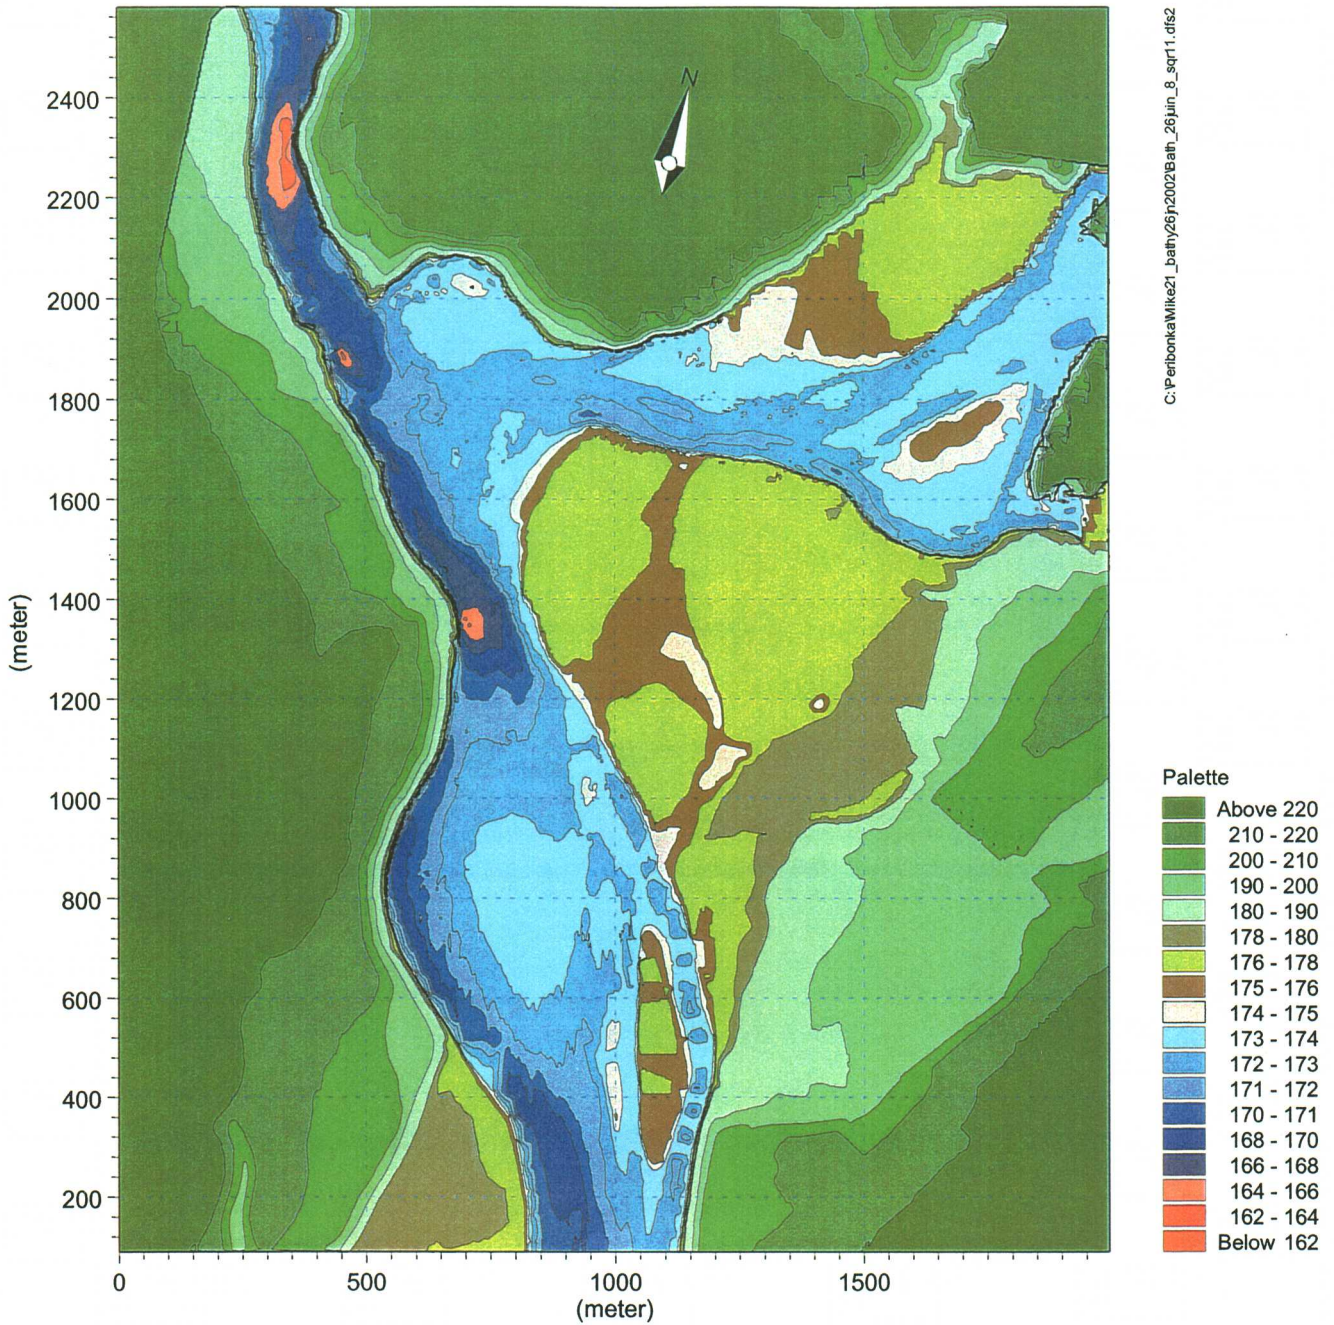 N
C:\Peribonka\Mike21_bathy26jn2002\Bath_26juin_8_sqr11.dfs2
2400
2200
2000
1800
1600
1400
1200
1000
800
600
400
200
(meter)
0 500 1000 1500
(meter)
Palette
Above 220
210 - 220
200 - 210
190 - 200
180 - 190
178 - 180
176 - 178
175 - 176
174 - 175
173 - 174
172 - 173
171 - 172
170 - 171
168 - 170
166 - 168
164 - 166
162 - 164
Below 162